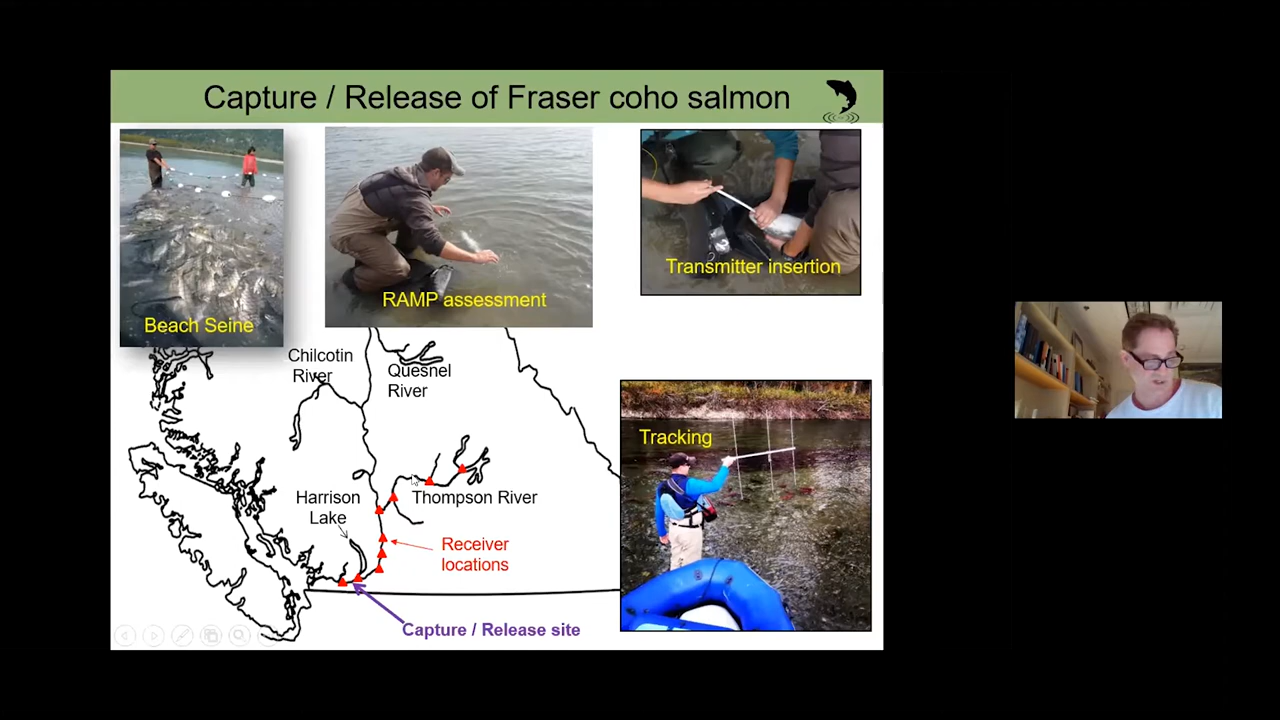 Capture / Release of Fraser coho salmon
Beach Seine
RAMP assessment
Transmitter insertion
Chilcotin
River
Quesnel
River
Tracking
Harrison
Lake
Thompson River
Receiver
locations
Capture / Release site